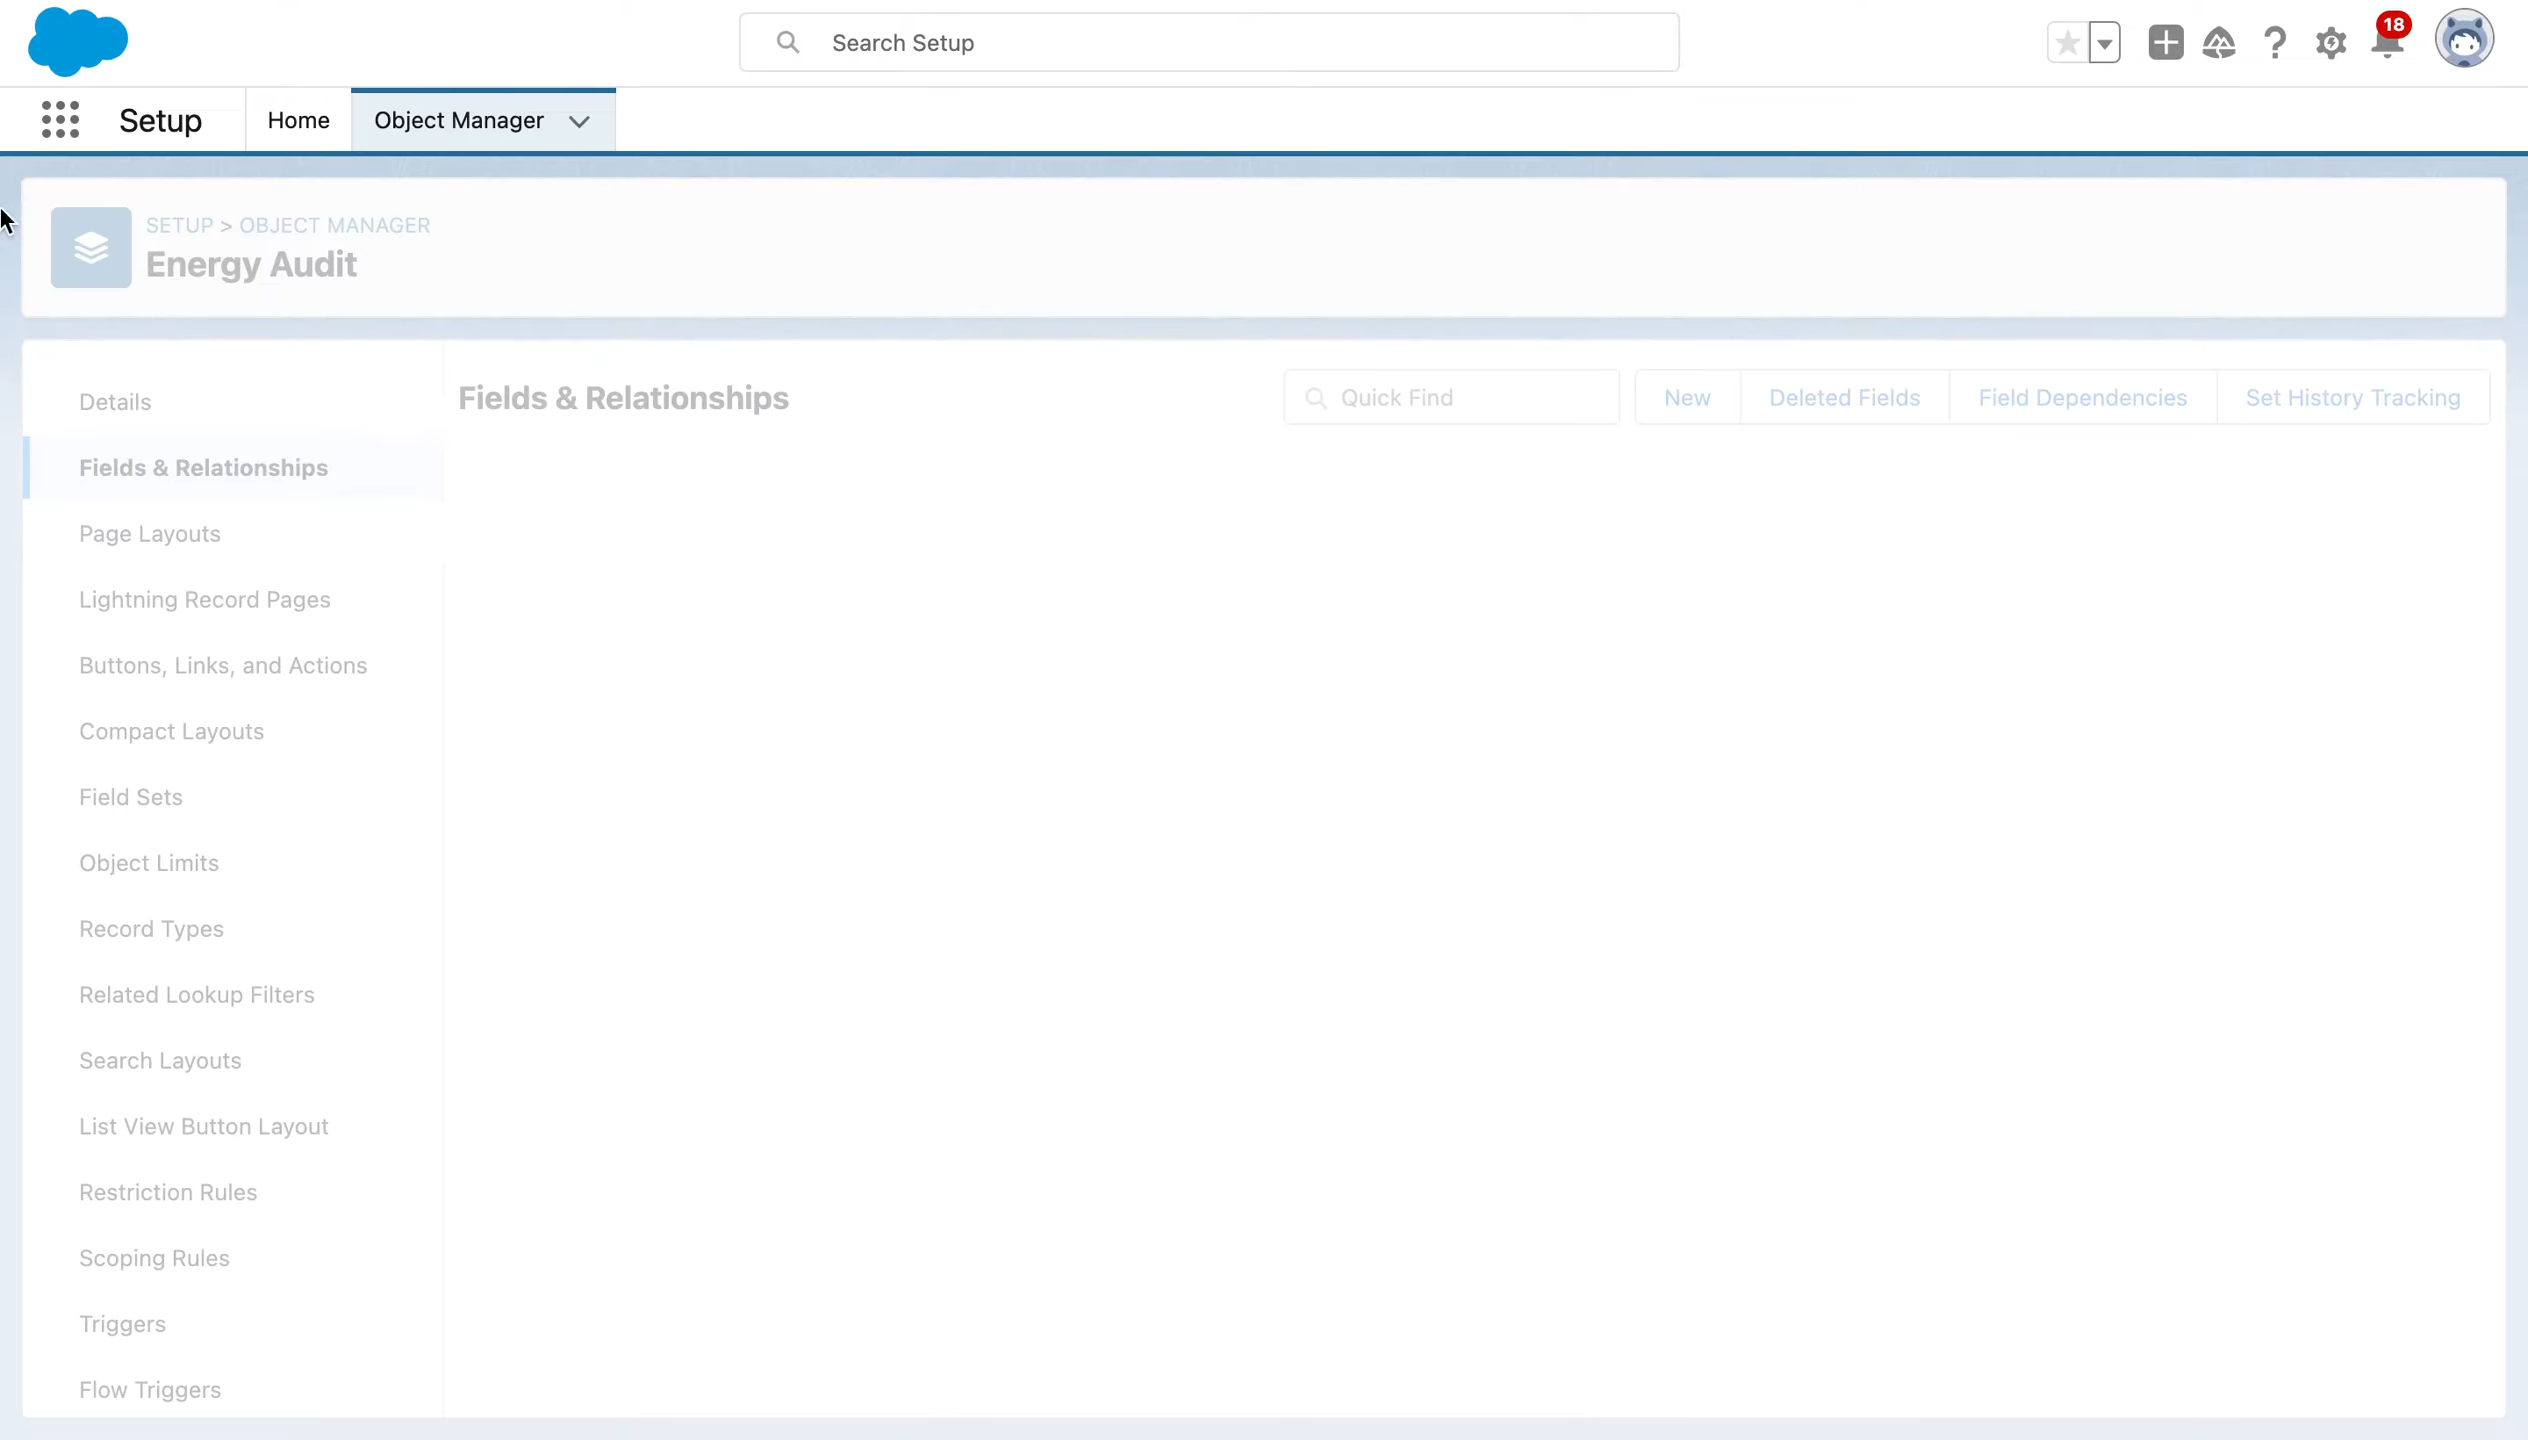 Search Setup
18
Setup
Home
Object Manager
SETUP > OBJECT MANAGER
Energy Audit
Details
Fields & Relationships
Page Layouts
Lightning Record Pages
Buttons, Links, and Actions
Compact Layouts
Field Sets
Object Limits
Record Types
Related Lookup Filters
Search Layouts
List View Button Layout
Restriction Rules
Scoping Rules
Triggers
Flow Triggers
Fields & Relationships
Quick Find
New
Deleted Fields
Field Dependencies
Set History Tracking